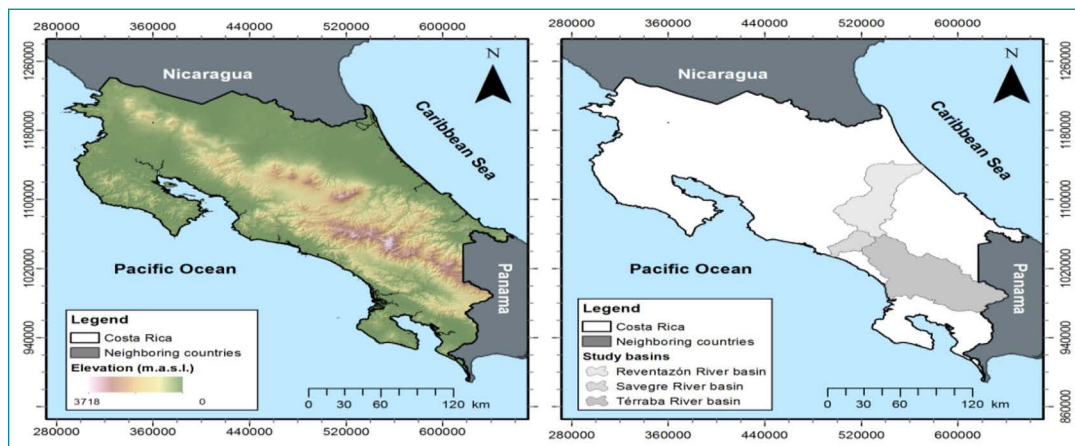 280000 360000 440000 520000 600000
1260000
1180000
1100000
1020000
940000
Nicaragua
N
Caribbean Sea
Pacific Ocean
Panama
Legend
Costa Rica
Neighboring countries
Elevation (m.a.s.l.)
3718 0
0 30 60 120
km
280000 360000 440000 520000 600000
280000 360000 440000 520000 600000
Nicaragua
N
Caribbean Sea
Pacific Ocean
Panama
Legend
Costa Rica
Neighboring countries
Study basins
Reventazón River basin
Savegre River basin
Térraba River basin
0 30 60 120
km
1260000
1180000
1100000
1020000
940000
860000
280000 360000 440000 520000 600000